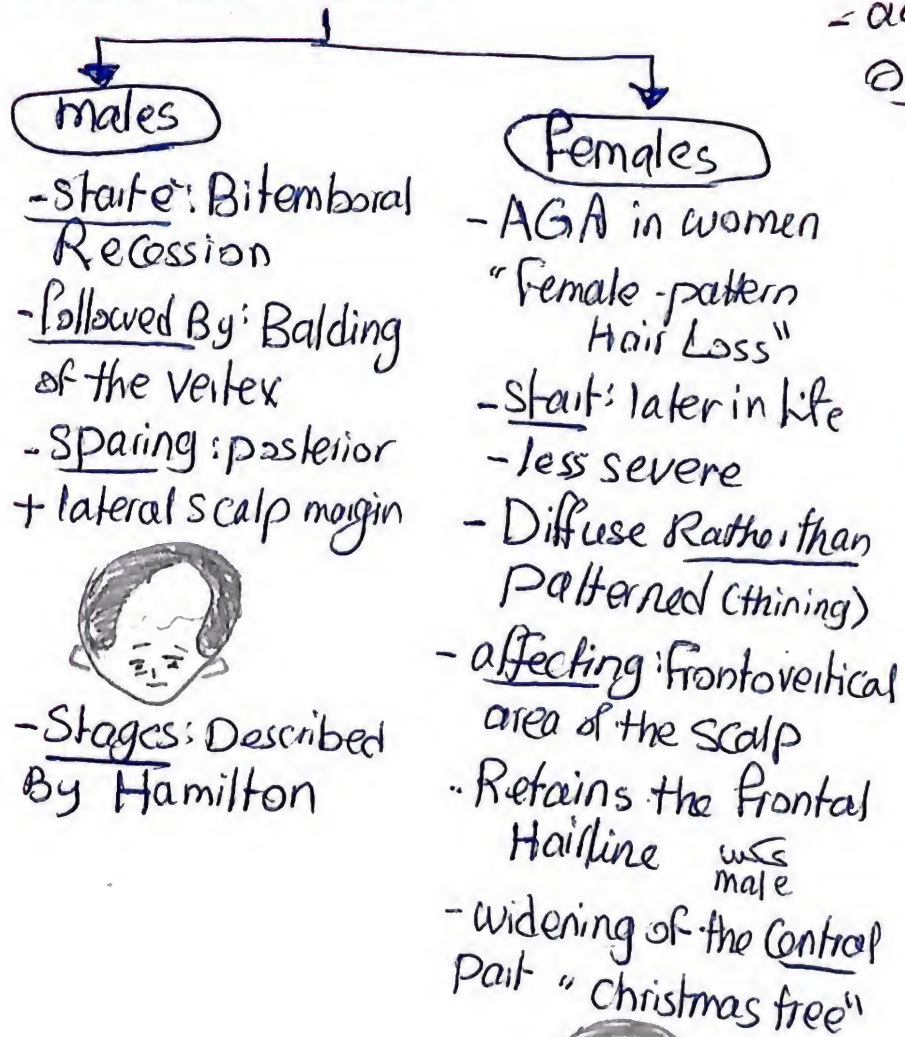 males
- Starte: Bitemboral
Recession
- followed By: Balding
of the vertex
- Sparing: posterior
+ lateral scalp margin
- Stages: Described
By Hamilton
Females
- AGA in women
"Female-pattern
Hair Loss"
- Start: later in life
- less severe
- Diffuse Rather than
patterned (thining)
- affecting: frontovertical
area of the scalp
- Retains the frontal
Hairline عكس
male
- widening of the Central
Part "Christmas tree"